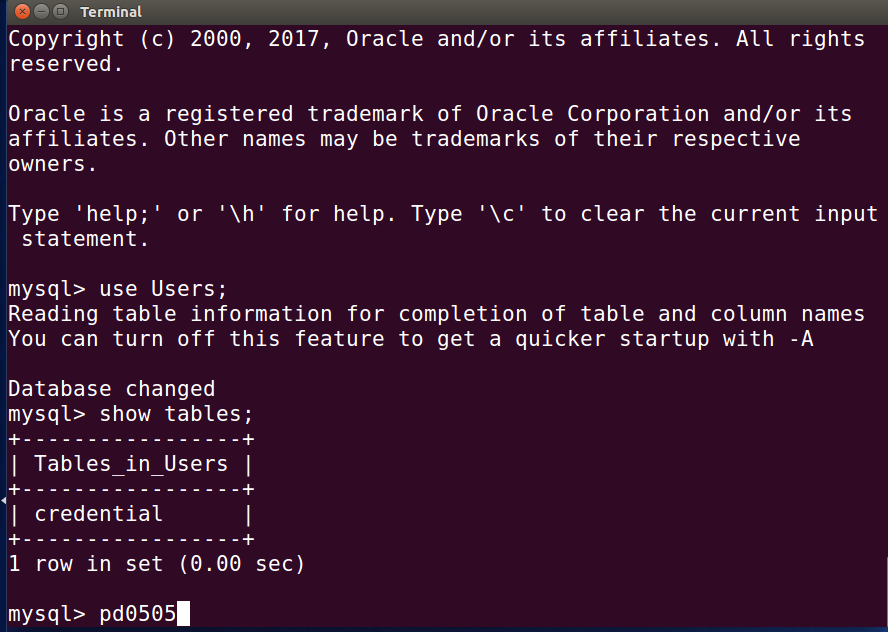 Terminal
Copyright (c) 2000, 2017, Oracle and/or its affiliates. All rights
reserved.
Oracle is a registered trademark of Oracle Corporation and/or its
affiliates. Other names may be trademarks of their respective
owners.
Type 'help;' or '\h' for help. Type '\c' to clear the current input
 statement.
mysql> use Users;
Reading table information for completion of table and column names
You can turn off this feature to get a quicker startup with -A
Database changed
mysql> show tables;
+-----------------+
| Tables_in_Users |
+-----------------+
| credential      |
+-----------------+
1 row in set (0.00 sec)
mysql> pd0505